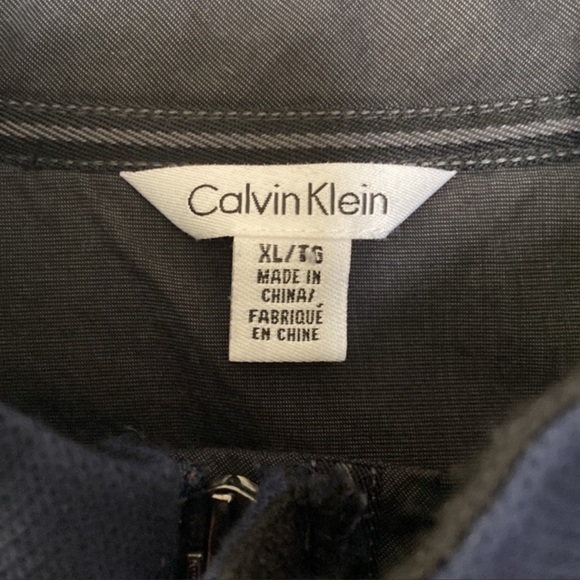 Calvin Klein
XL/TG
MADE IN
CHINA/
FABRIQUÉ
EN CHINE